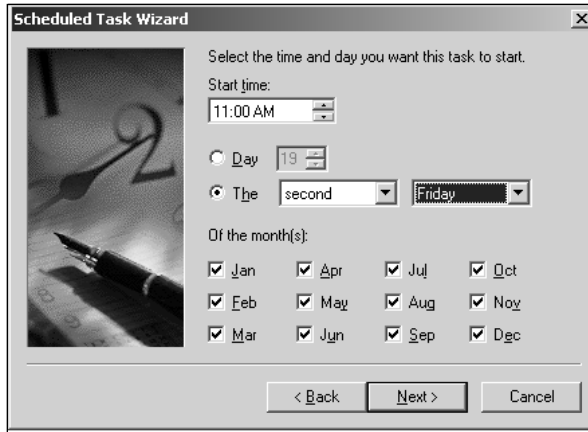 Scheduled Task Wizard
Select the time and day you want this task to start.
Start time:
11:00 AM
Day 19
The second Friday
Of the month(s):
Jan Apr Jul Oct
Feb May Aug Nov
Mar Jun Sep Dec
< Back Next > Cancel